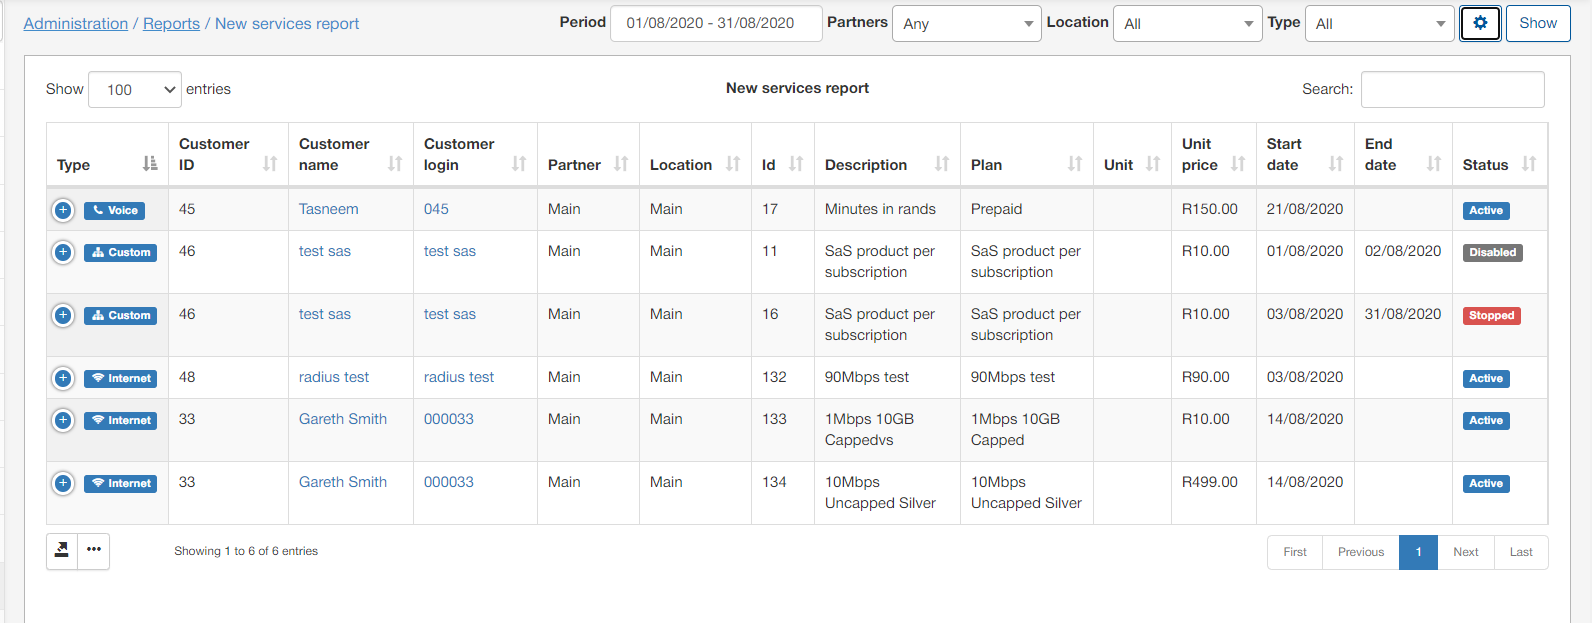 Administration / Reports / New services report Period 01/08/2020 - 31/08/2020 Partners Any Location All Type All Show
Show 100 entries New services report Search:
Type Customer ID Customer name Customer login Partner Location Id Description Plan Unit Unit price Start date End date Status
Voice 45 Tasneem 045 Main Main 17 Minutes in rands Prepaid R150.00 21/08/2020 Active
Custom 46 test sas test sas Main Main 11 SaS product per subscription SaS product per subscription R10.00 01/08/2020 02/08/2020 Disabled
Custom 46 test sas test sas Main Main 16 SaS product per subscription SaS product per subscription R10.00 03/08/2020 31/08/2020 Stopped
Internet 48 radius test radius test Main Main 132 90Mbps test 90Mbps test R90.00 03/08/2020 Active
Internet 33 Gareth Smith 000033 Main Main 133 1Mbps 10GB Cappedvs 1Mbps 10GB Capped R10.00 14/08/2020 Active
Internet 33 Gareth Smith 000033 Main Main 134 10Mbps Uncapped Silver 10Mbps Uncapped Silver R499.00 14/08/2020 Active
Showing 1 to 6 of 6 entries First Previous 1 Next Last